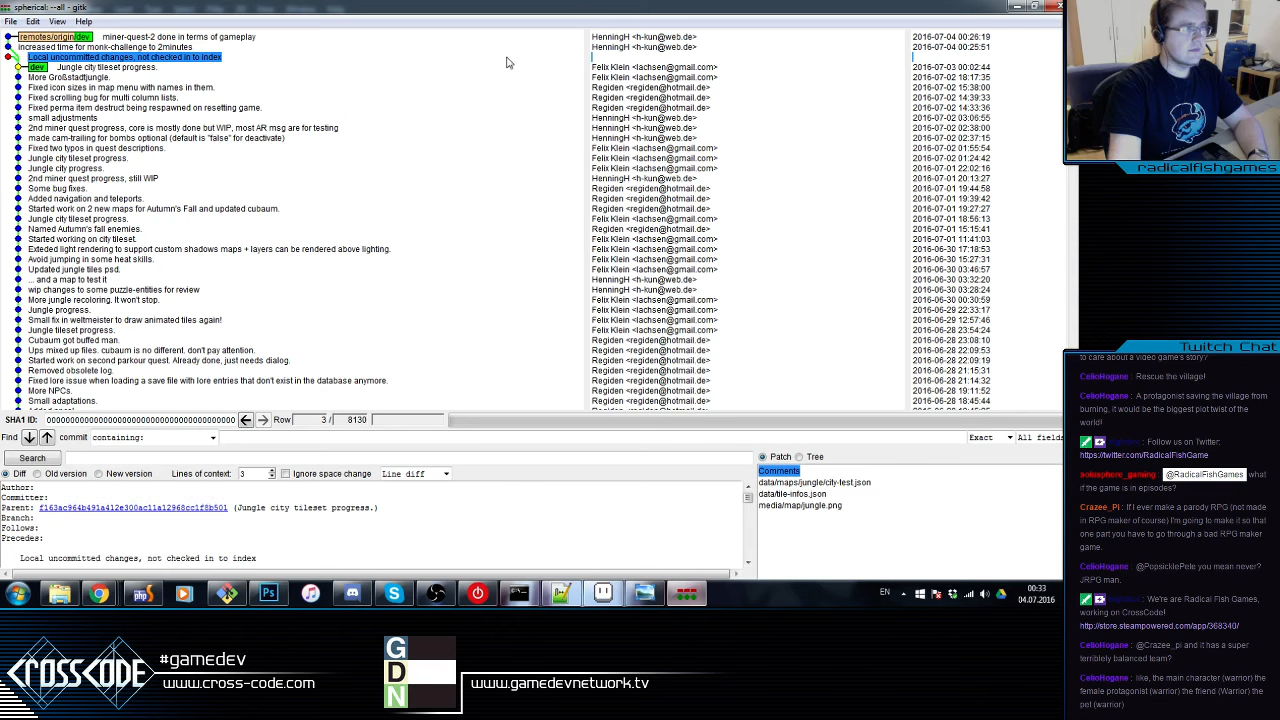 spherical: --all - gitk
File Edit View Help
remotes/origin/dev miner-quest-2 done in terms of gameplay HenningH <h-kun@web.de> 2016-07-04 00:26:19
increased time for monk-challenge to 2minutes HenningH <h-kun@web.de> 2016-07-04 00:25:51
Local uncommitted changes, not checked in to index
dev Jungle city tileset progress. Felix Klein <lachsen@gmail.com> 2016-07-03 00:02:44
More Großstadtjungle. Felix Klein <lachsen@gmail.com> 2016-07-02 18:17:35
Fixed icon sizes in map menu with names in them. Regiden <regiden@hotmail.de> 2016-07-02 15:38:00
Fixed scrolling bug for multi column lists. Regiden <regiden@hotmail.de> 2016-07-02 14:39:33
Fixed perma item destruct being respawned on resetting game. Regiden <regiden@hotmail.de> 2016-07-02 14:33:36
small adjustments HenningH <h-kun@web.de> 2016-07-02 03:06:55
2nd miner quest progress, core is mostly done but WIP, most AR msg are for testing HenningH <h-kun@web.de> 2016-07-02 02:38:00
made cam-trailing for bombs optional (default is "false" for deactivate) HenningH <h-kun@web.de> 2016-07-02 02:37:15
Fixed two typos in quest descriptions. Felix Klein <lachsen@gmail.com> 2016-07-02 01:55:54
Jungle city tileset progress. Felix Klein <lachsen@gmail.com> 2016-07-02 01:24:42
Jungle city progress. Felix Klein <lachsen@gmail.com> 2016-07-01 22:02:16
2nd miner quest progress, still WIP HenningH <h-kun@web.de> 2016-07-01 20:13:27
Some bug fixes. Regiden <regiden@hotmail.de> 2016-07-01 19:44:58
Added navigation and teleports. Regiden <regiden@hotmail.de> 2016-07-01 19:39:27
Started work on 2 new maps for Autumn's Fall and updated cubaum. Regiden <regiden@hotmail.de> 2016-07-01 19:27:27
Jungle city tileset progress. Felix Klein <lachsen@gmail.com> 2016-07-01 18:56:13
Named Autumn's fall enemies. Regiden <regiden@hotmail.de> 2016-07-01 15:15:41
Started working on city tileset. Felix Klein <lachsen@gmail.com> 2016-07-01 11:41:03
Exteded light rendering to support custom shadows maps + layers can be rendered above lighting. Felix Klein <lachsen@gmail.com> 2016-06-30 17:18:53
Avoid jumping in some heat skills. Felix Klein <lachsen@gmail.com> 2016-06-30 15:27:31
Updated jungle tiles psd. Felix Klein <lachsen@gmail.com> 2016-06-30 03:46:57
... and a map to test it HenningH <h-kun@web.de> 2016-06-30 03:32:20
wip changes to some puzzle-entities for review HenningH <h-kun@web.de> 2016-06-30 03:28:24
More jungle recoloring. It won't stop. Felix Klein <lachsen@gmail.com> 2016-06-30 00:30:59
Jungle progress. Felix Klein <lachsen@gmail.com> 2016-06-29 22:33:17
Small fix in weltmeister to draw animated tiles again! Felix Klein <lachsen@gmail.com> 2016-06-29 12:57:46
Jungle tileset progress. Felix Klein <lachsen@gmail.com> 2016-06-28 23:54:24
Cubaum got buffed man. Regiden <regiden@hotmail.de> 2016-06-28 23:08:10
Ups mixed up files. cubaum is no different. don't pay attention. Regiden <regiden@hotmail.de> 2016-06-28 22:09:53
Started work on second parkour quest. Already done, just needs dialog. Regiden <regiden@hotmail.de> 2016-06-28 22:09:19
Removed obsolete log. Regiden <regiden@hotmail.de> 2016-06-28 21:15:31
Fixed lore issue when loading a save file with lore entries that don't exist in the database anymore. Regiden <regiden@hotmail.de> 2016-06-28 21:14:32
More NPCs. Regiden <regiden@hotmail.de> 2016-06-28 19:11:52
Small adaptations. Regiden <regiden@hotmail.de> 2016-06-28 18:45:44
SHA1 ID: 0000000000000000000000000000000000000000 Row 3 / 8130
Find commit containing: Exact All fields
Search
Diff Old version New version Lines of context: 3 Ignore space change Line diff
Patch Tree
Comments
data/maps/jungle/city-test.json
data/tile-infos.json
media/map/jungle.png
Author:
Committer:
Parent: f163ac964b491a412e300ac11a12968cc1f8b501 (Jungle city tileset progress.)
Branch:
Follows:
Precedes:
Local uncommitted changes, not checked in to index
EN 00:33
04.07.2016
CROSSCODE
#gamedev
www.cross-code.com
GDN
www.gamedevnetwork.tv
radicalfishgames
Twitch Chat
to care about a video game's story?
CelioHogane : Rescue the village!
CelioHogane : A protagonist saving the village from
burning, it would be the biggest plot twist of the
world!
: Follow us on Twitter:
https://twitter.com/RadicalFishGame
: @RadicalFishGames what
if the game is in episodes?
Crazee_Pi : If I ever make a parody RPG (not made
in RPG maker of course) I'm going to make it so that
one part you have to go through a bad RPG maker
game.
CelioHogane : @PopsicklePete you mean never?
JRPG man.
: We're are Radical Fish Games,
working on CrossCode!
http://store.steampowered.com/app/368340/
CelioHogane : @Crazee_pi and it has a super
terriblely balanced team?
CelioHogane : like, the main character (warrior) the
female protagonist (warrior) the friend (Warrior) the
pet (warrior)